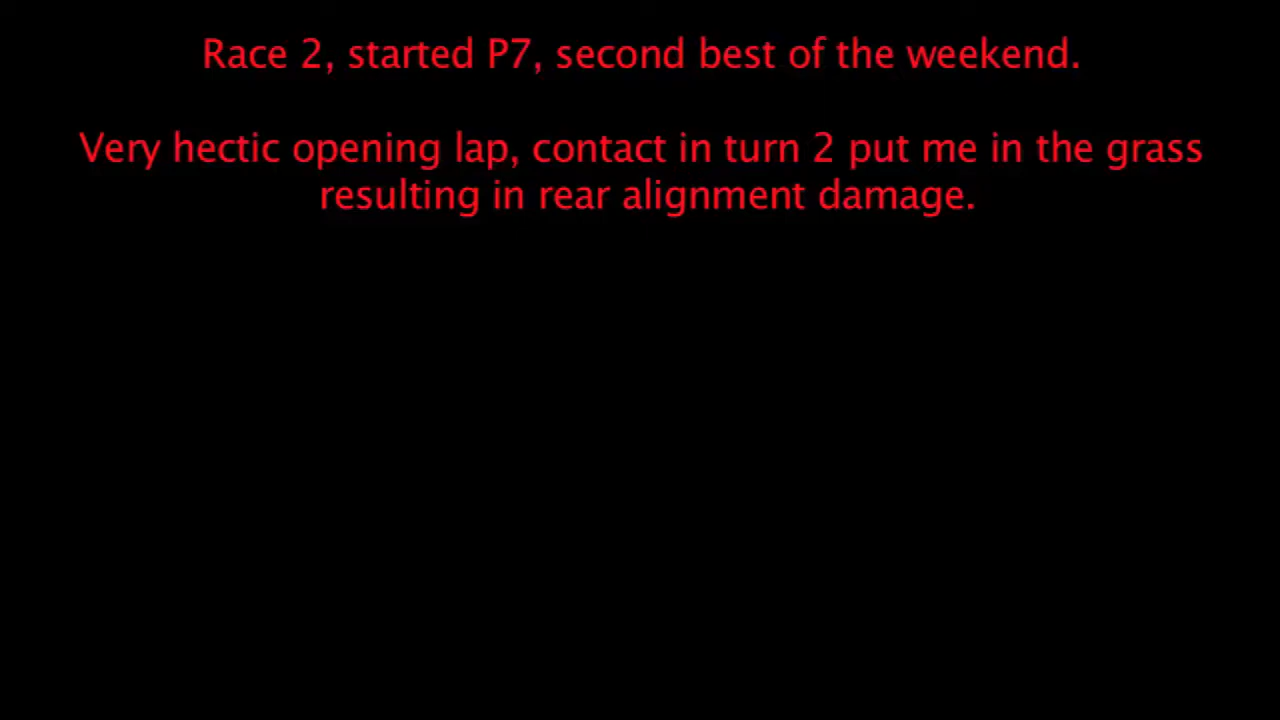 Race 2, started P7, second best of the weekend.
Very hectic opening lap, contact in turn 2 put me in the grass
resulting in rear alignment damage.